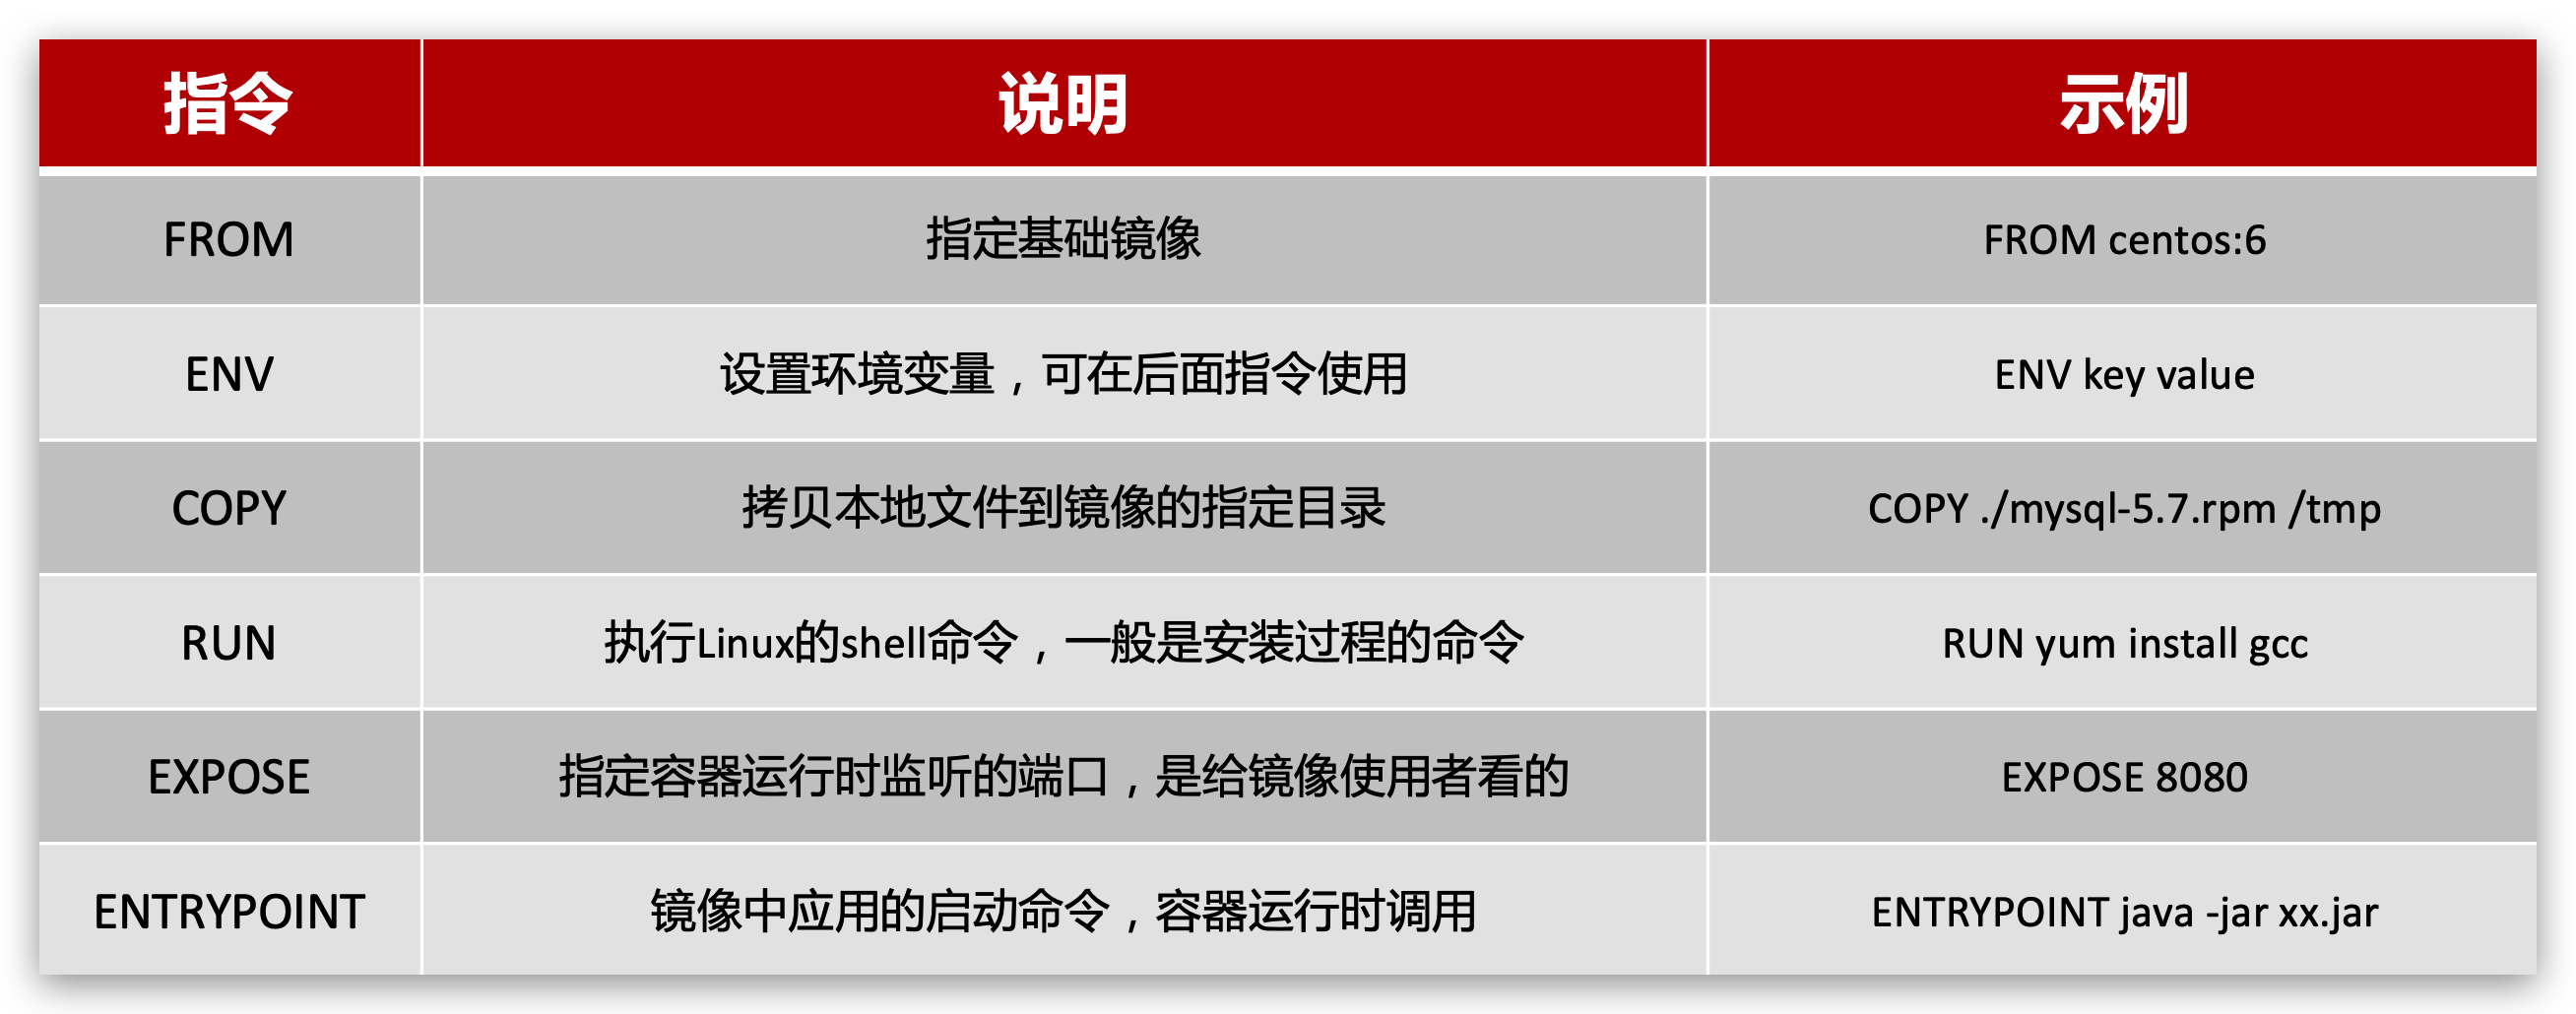 指令 说明 示例
FROM 指定基础镜像 FROM centos:6
ENV 设置环境变量，可在后面指令使用 ENV key value
COPY 拷贝本地文件到镜像的指定目录 COPY ./mysql-5.7.rpm /tmp
RUN 执行Linux的shell命令，一般是安装过程的命令 RUN yum install gcc
EXPOSE 指定容器运行时监听的端口，是给镜像使用者看的 EXPOSE 8080
ENTRYPOINT 镜像中应用的启动命令，容器运行时调用 ENTRYPOINT java -jar xx.jar